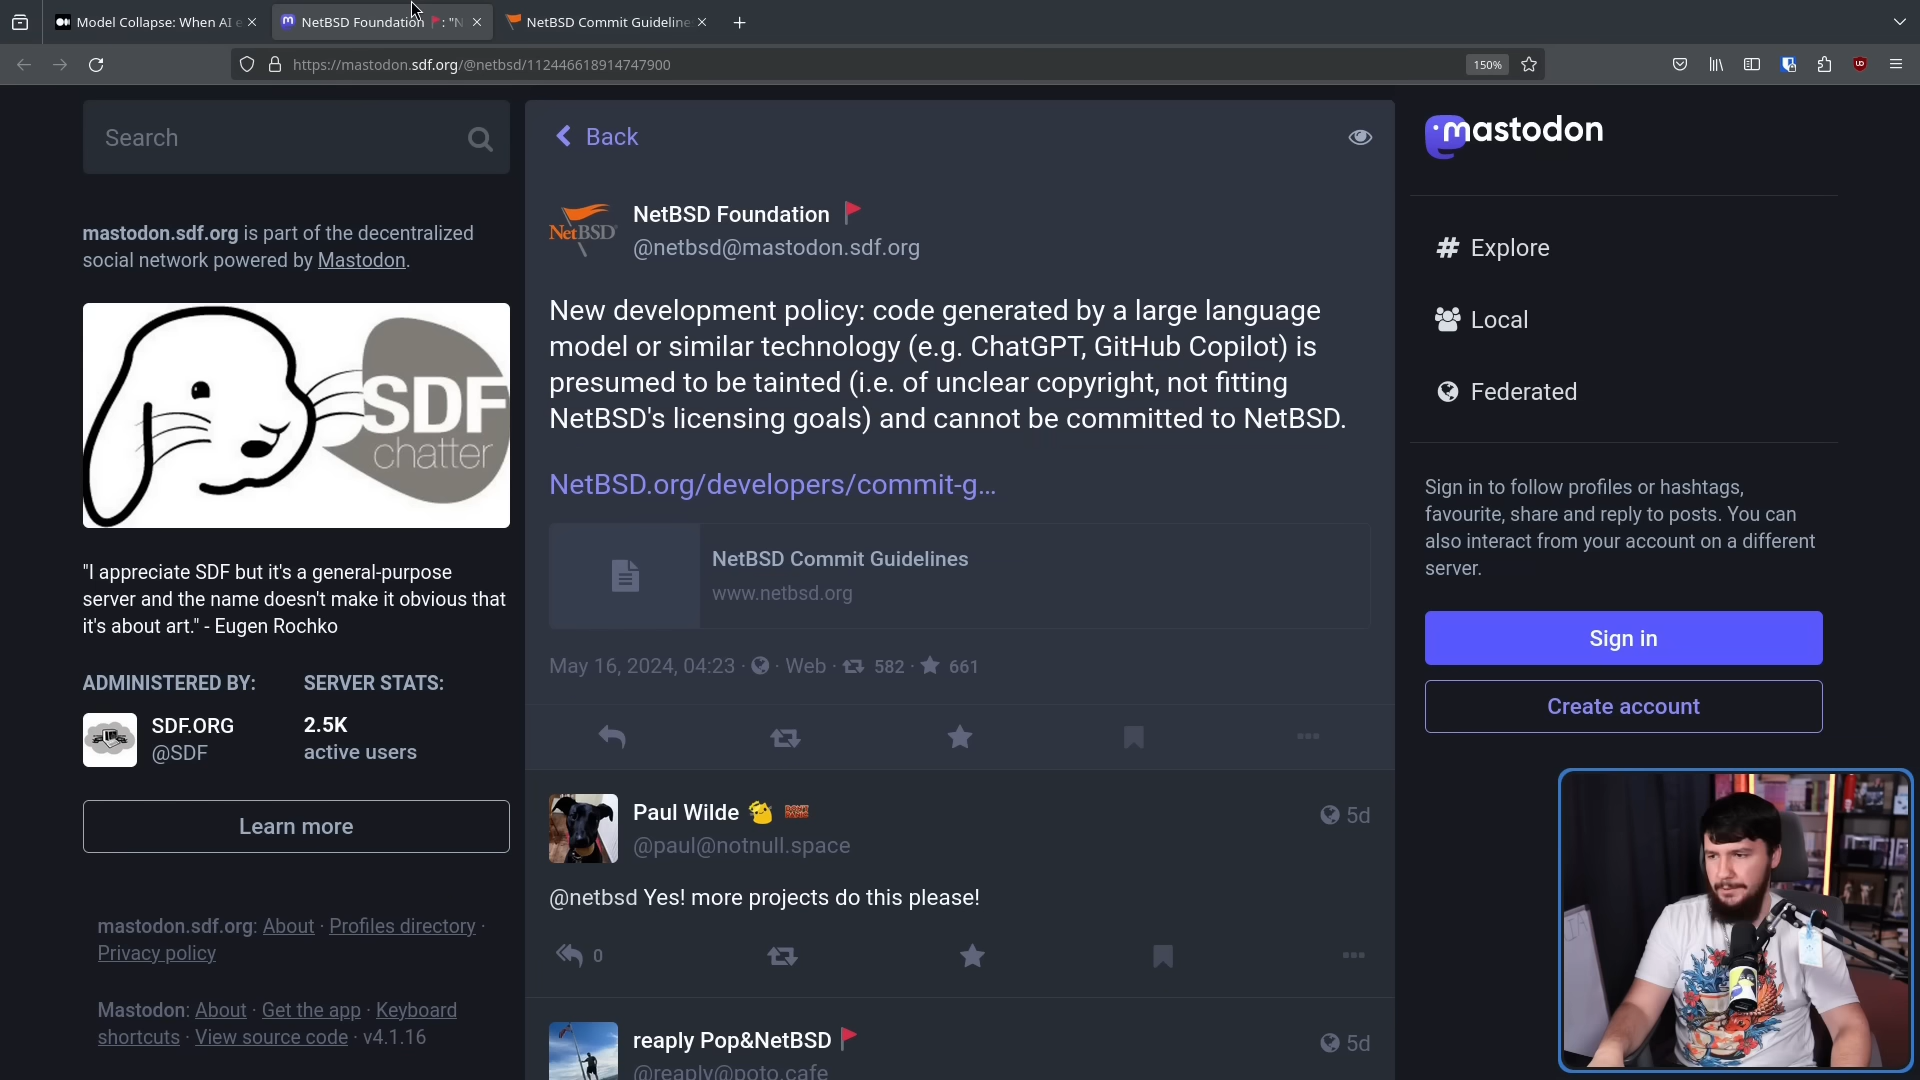 Model Collapse: When AI e
NetBSD Foundation 🚩: "N
NetBSD Commit Guideline
https://mastodon.sdf.org/@netbsd/112446618914747900
150%
Search
mastodon.sdf.org is part of the decentralized
social network powered by Mastodon.
SDF
chatter
"I appreciate SDF but it's a general-purpose
server and the name doesn't make it obvious that
it's about art." - Eugen Rochko
ADMINISTERED BY:
SDF.ORG
@SDF
SERVER STATS:
2.5K
active users
Learn more
mastodon.sdf.org: About · Profiles directory ·
Privacy policy
Mastodon: About · Get the app · Keyboard
shortcuts · View source code · v4.1.16
Back
NetBSD
NetBSD Foundation 🚩
@netbsd@mastodon.sdf.org
New development policy: code generated by a large language
model or similar technology (e.g. ChatGPT, GitHub Copilot) is
presumed to be tainted (i.e. of unclear copyright, not fitting
NetBSD's licensing goals) and cannot be committed to NetBSD.
NetBSD.org/developers/commit-g…
NetBSD Commit Guidelines
www.netbsd.org
May 16, 2024, 04:23 · Web · 582 · 661
Paul Wilde
5d
@paul@notnull.space
@netbsd Yes! more projects do this please!
0
reaply Pop&NetBSD 🚩
5d
@reaply@poto.cafe
mastodon
# Explore
Local
Federated
Sign in to follow profiles or hashtags,
favourite, share and reply to posts. You can
also interact from your account on a different
server.
Sign in
Create account